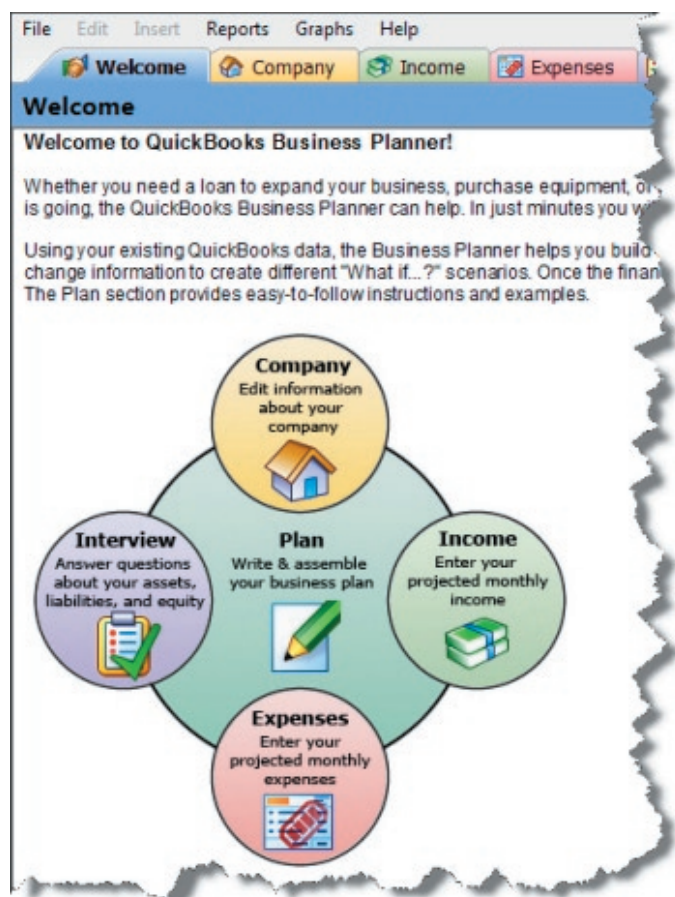 File Edit Insert Reports Graphs Help
Welcome Company Income Expenses
Welcome
Welcome to QuickBooks Business Planner!
Whether you need a loan to expand your business, purchase equipment, or
is going, the QuickBooks Business Planner can help. In just minutes you
Using your existing QuickBooks data, the Business Planner helps you build
change information to create different "What if...?" scenarios. Once the
The Plan section provides easy-to-follow instructions and examples.
Company
Edit information
about your
company
Interview
Answer questions
about your assets,
liabilities, and equity
Plan
Write & assemble
your business plan
Income
Enter your
projected monthly
income
Expenses
Enter your
projected monthly
expenses